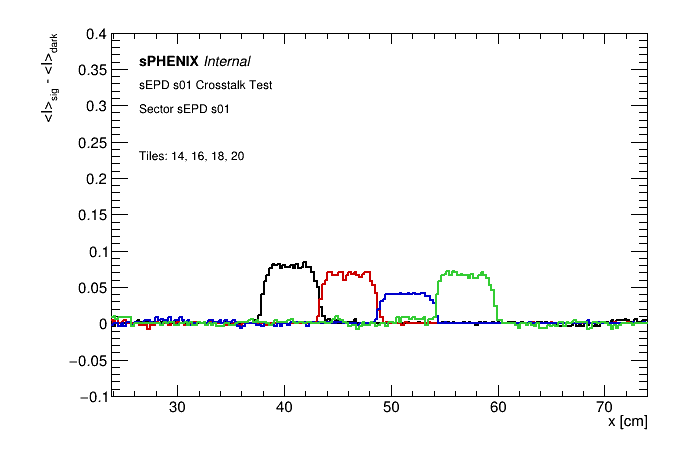 <I>sig - <I>dark
0.4
0.35
0.3
0.25
0.2
0.15
0.1
0.05
0
−0.05
−0.1
sPHENIX Internal
sEPD s01 Crosstalk Test
Sector sEPD s01
Tiles: 14, 16, 18, 20
30 40 50 60 70
x [cm]